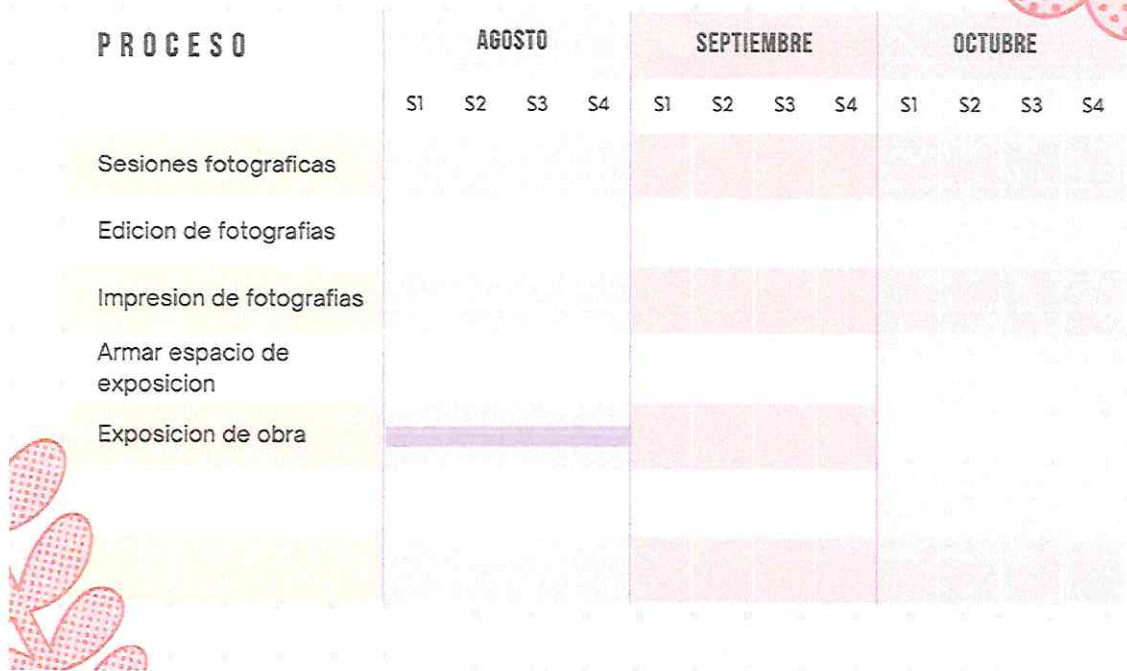 PROCESO
AGOSTO SEPTIEMBRE OCTUBRE
S1 S2 S3 S4 S1 S2 S3 S4 S1 S2 S3 S4
Sesiones fotograficas
Edicion de fotografias
Impresion de fotografias
Armar espacio de
exposicion
Exposicion de obra